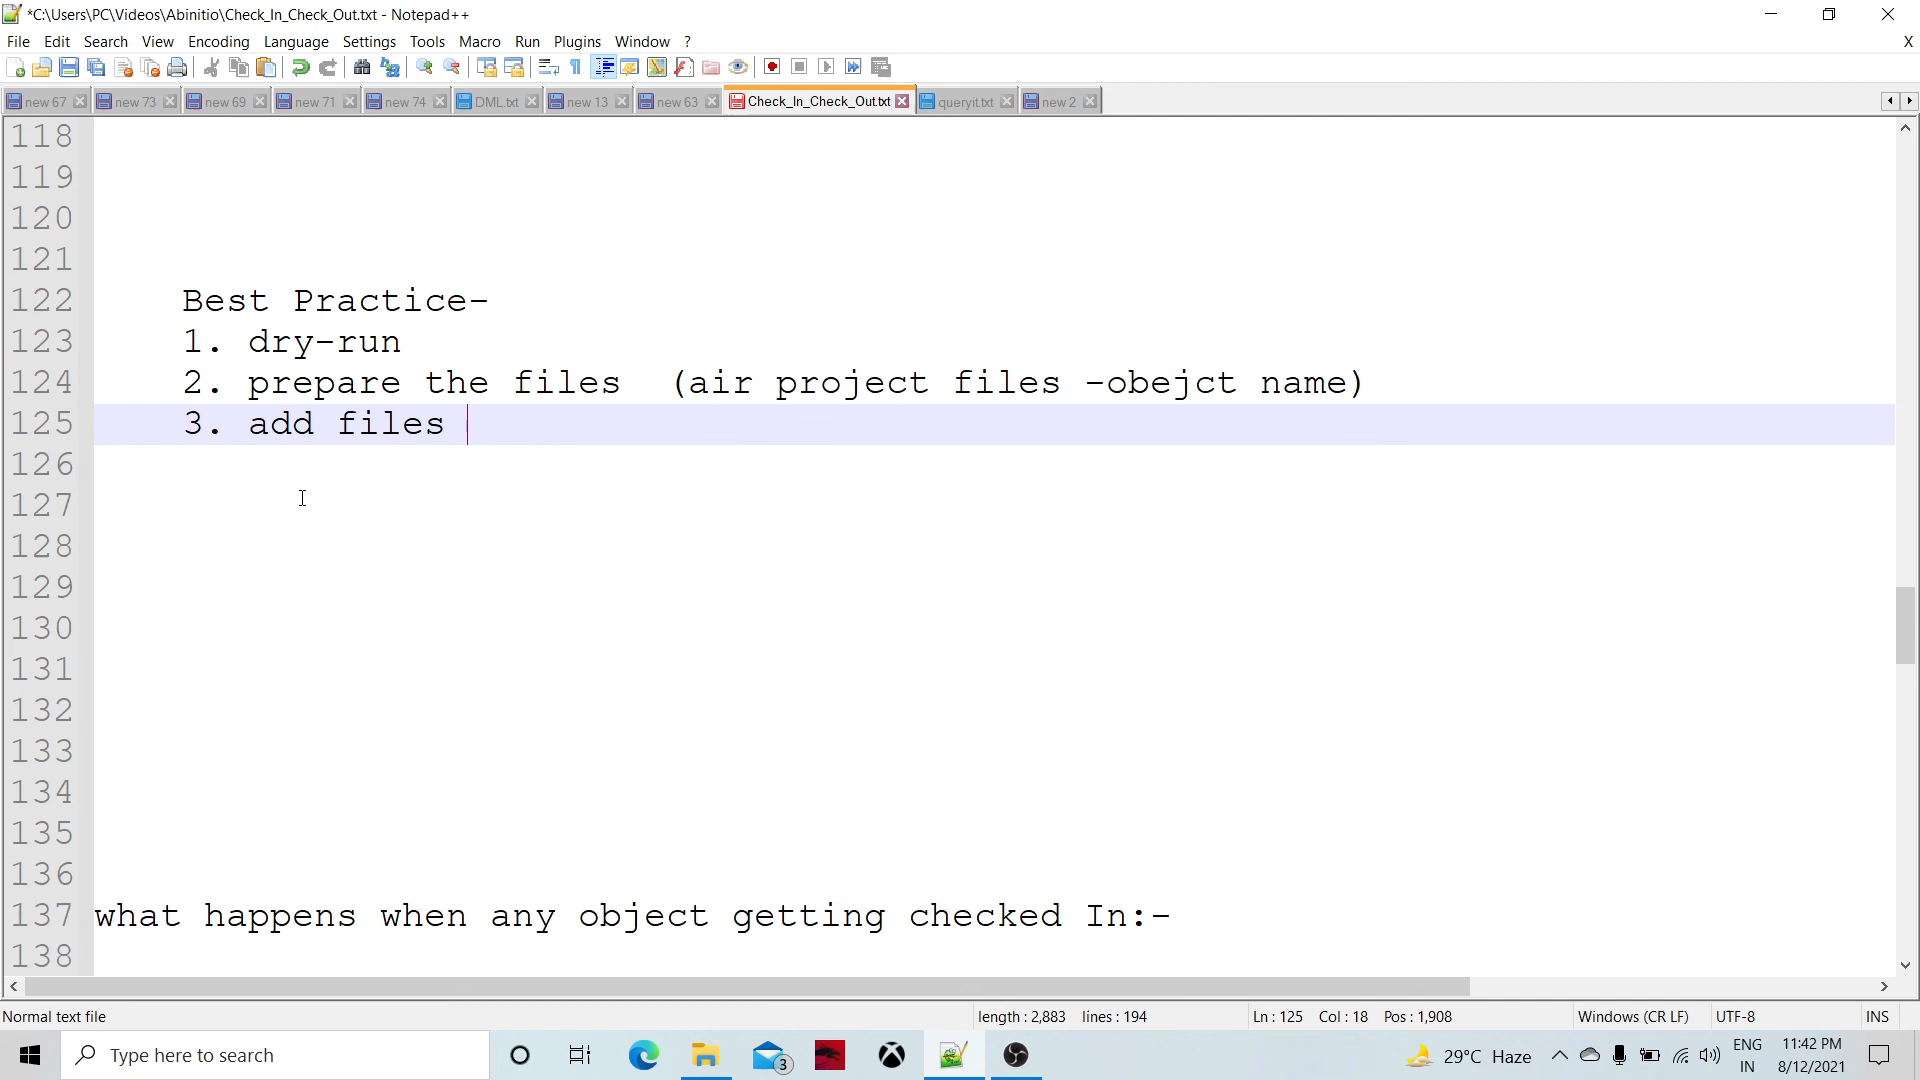 *C:\Users\PC\Videos\Abinitio\Check_In_Check_Out.txt - Notepad++
File Edit Search View Encoding Language Settings Tools Macro Run Plugins Window ? X
new 67 new 73 new 69 new 71 new 74 DML.txt new 13 new 63 Check_In_Check_Out.txt queryit.txt new 2
118
119
120
121
122 Best Practice-
123 1. dry-run
124 2. prepare the files (air project files -obejct name)
125 3. add files
126
127
128
129
130
131
132
133
134
135
136
137 what happens when any object getting checked In:-
138
Normal text file length : 2,883 lines : 194 Ln : 125 Col : 18 Pos : 1,908 Windows (CR LF) UTF-8 INS
Type here to search 3 29°C Haze ENG IN 11:42 PM 8/12/2021